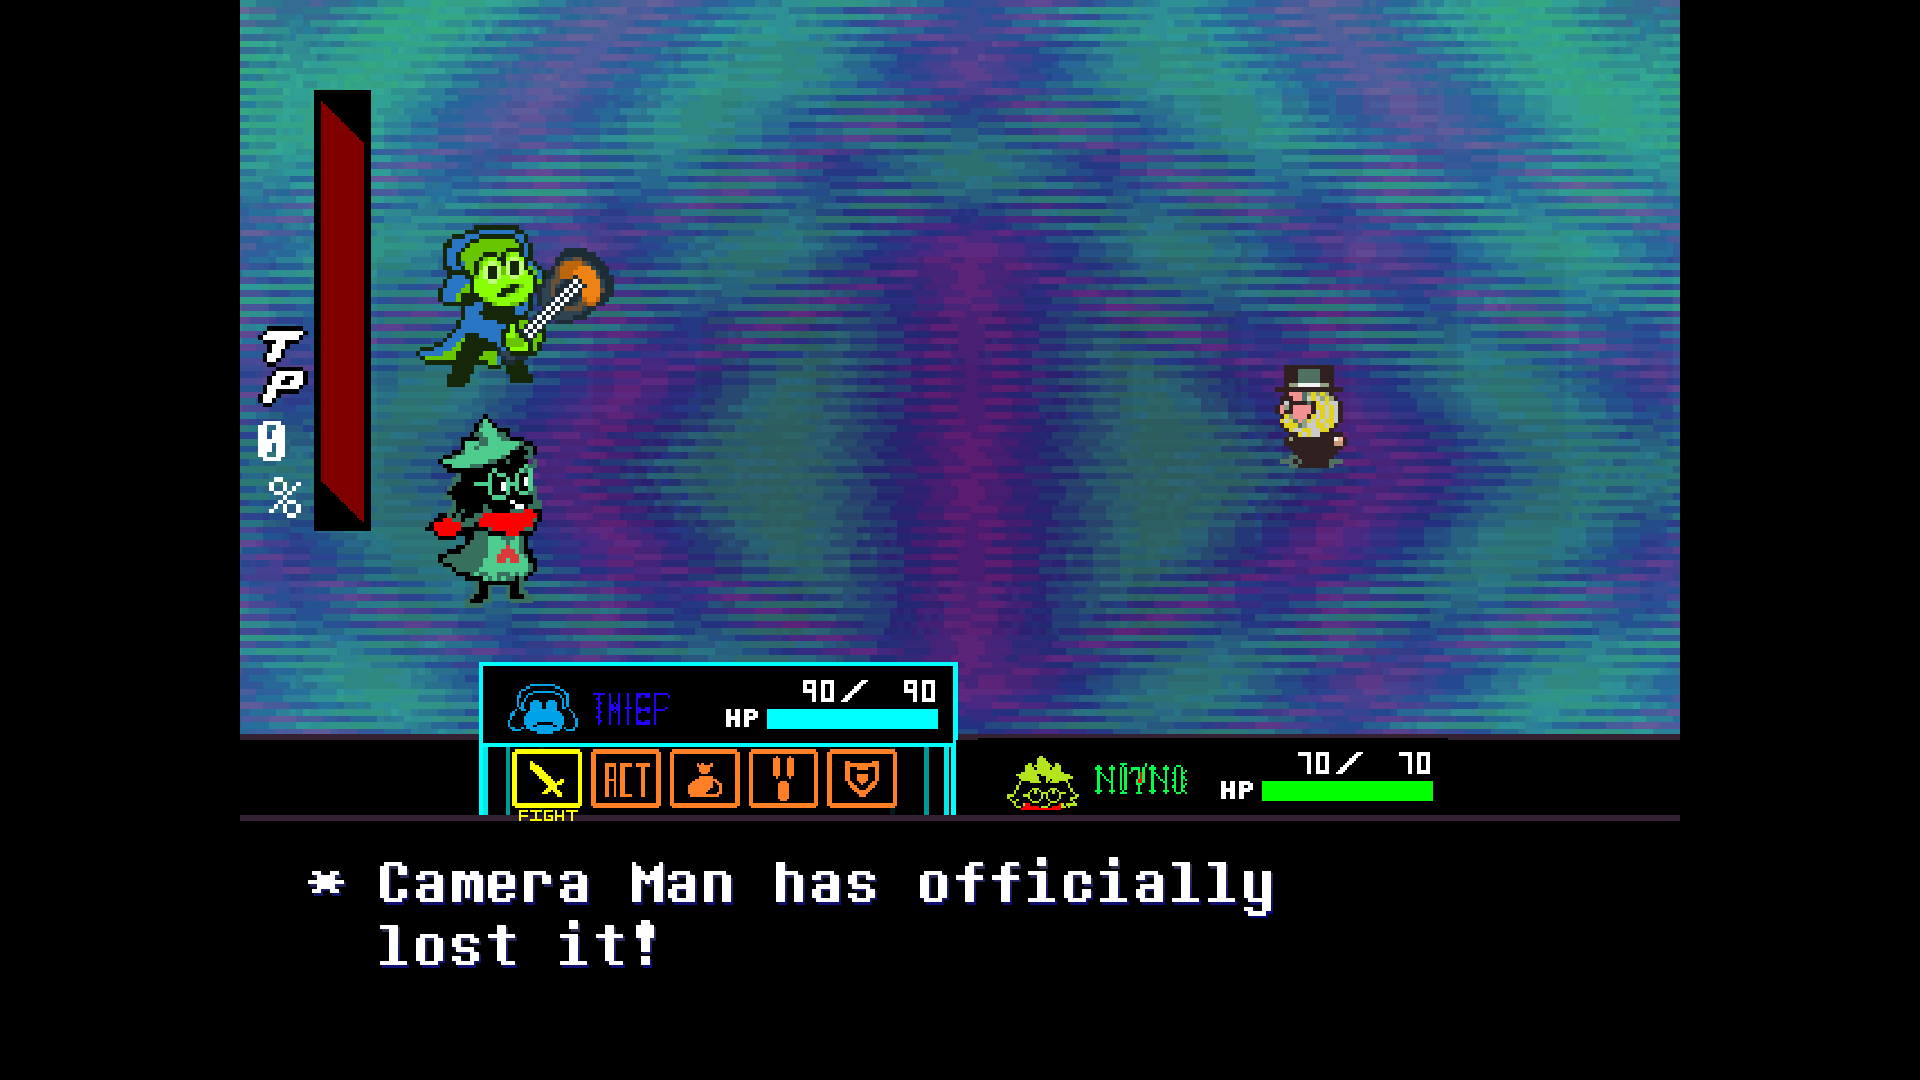 TP
0
%
THIEF
90/ 90
HP
ACT
FIGHT
70/ 70
HP
* Camera Man has officially
lost it!